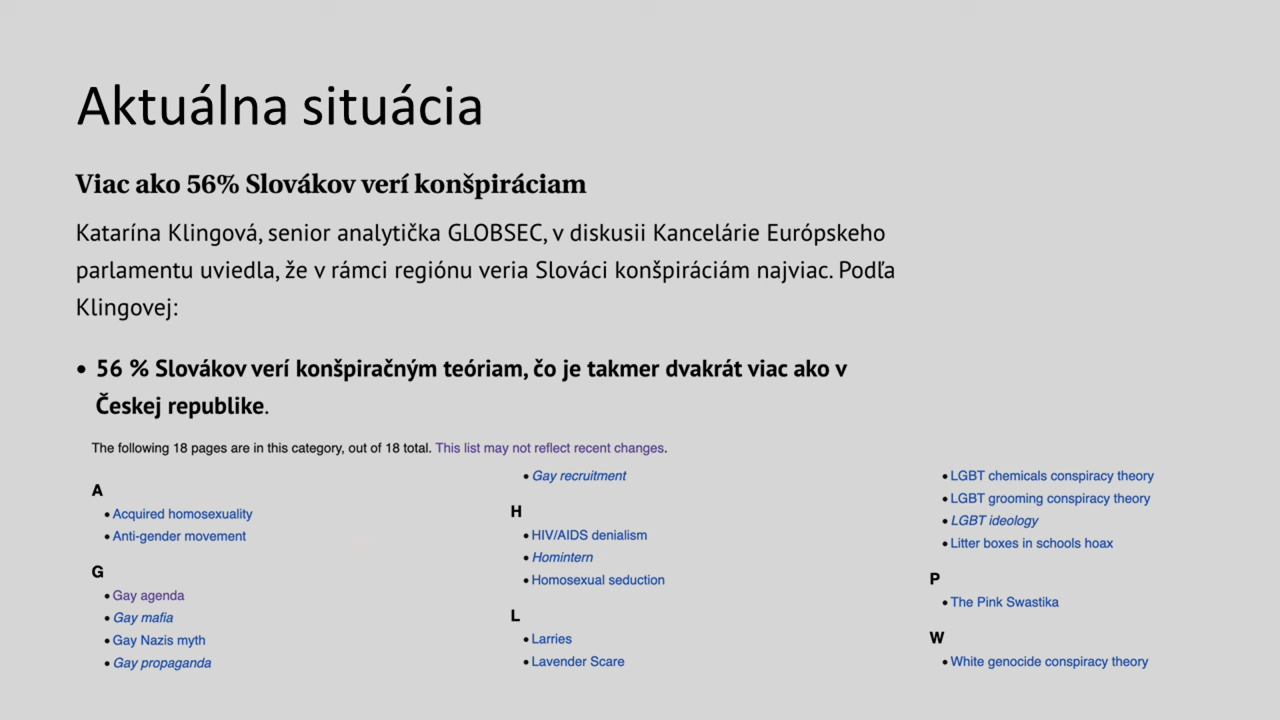 Aktuálna situácia
Viac ako 56% Slovákov verí konšpiráciam
Katarína Klingová, senior analytička GLOBSEC, v diskusii Kancelárie Európskeho
parlamentu uviedla, že v rámci regiónu veria Slováci konšpiráciám najviac. Podľa
Klingovej:
• 56 % Slovákov verí konšpiračným teóriam, čo je takmer dvakrát viac ako v
Českej republike.
The following 18 pages are in this category, out of 18 total. This list may not reflect recent changes.
A
• Acquired homosexuality
• Anti-gender movement
G
• Gay agenda
• Gay mafia
• Gay Nazis myth
• Gay propaganda
• Gay recruitment
H
• HIV/AIDS denialism
• Homintern
• Homosexual seduction
L
• Larries
• Lavender Scare
• LGBT chemicals conspiracy theory
• LGBT grooming conspiracy theory
• LGBT ideology
• Litter boxes in schools hoax
P
• The Pink Swastika
W
• White genocide conspiracy theory